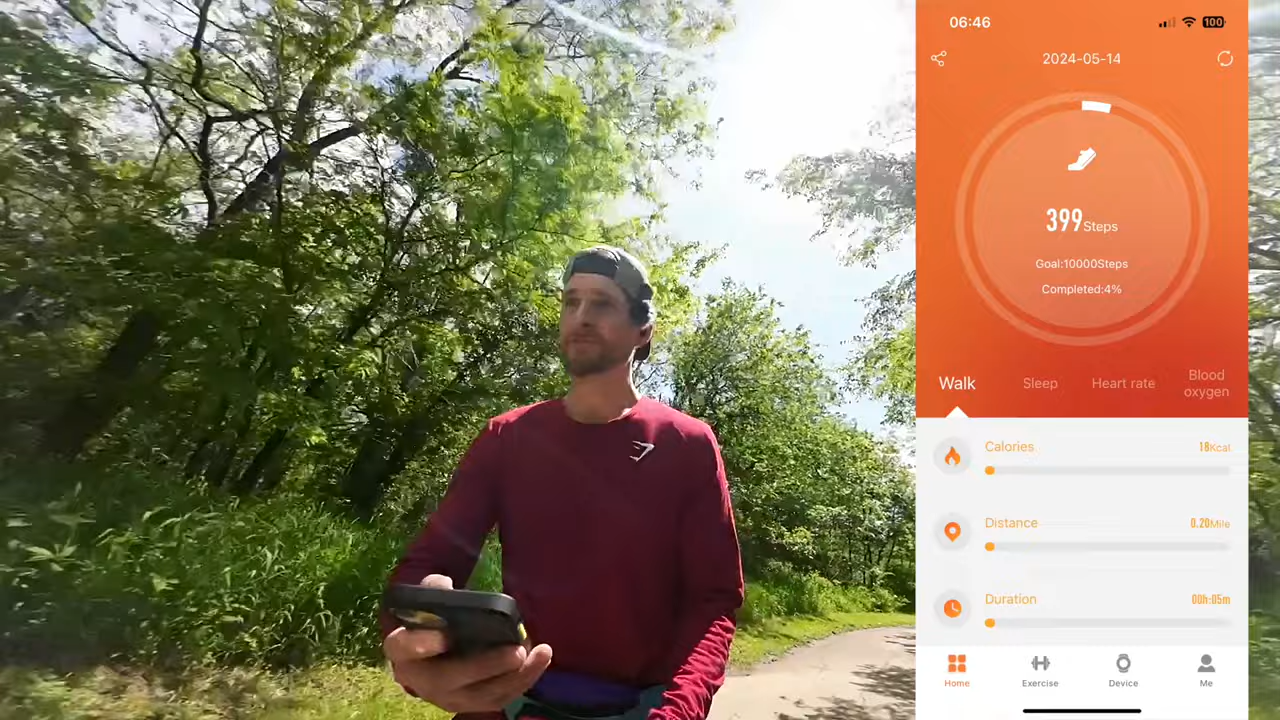 06:46
100
2024-05-14
399Steps
Goal:10000Steps
Completed:4%
Walk
Sleep
Heart rate
Blood
oxygen
Calories
18Kcal
Distance
0.20Mile
Duration
00h:05m
Home
Exercise
Device
Me